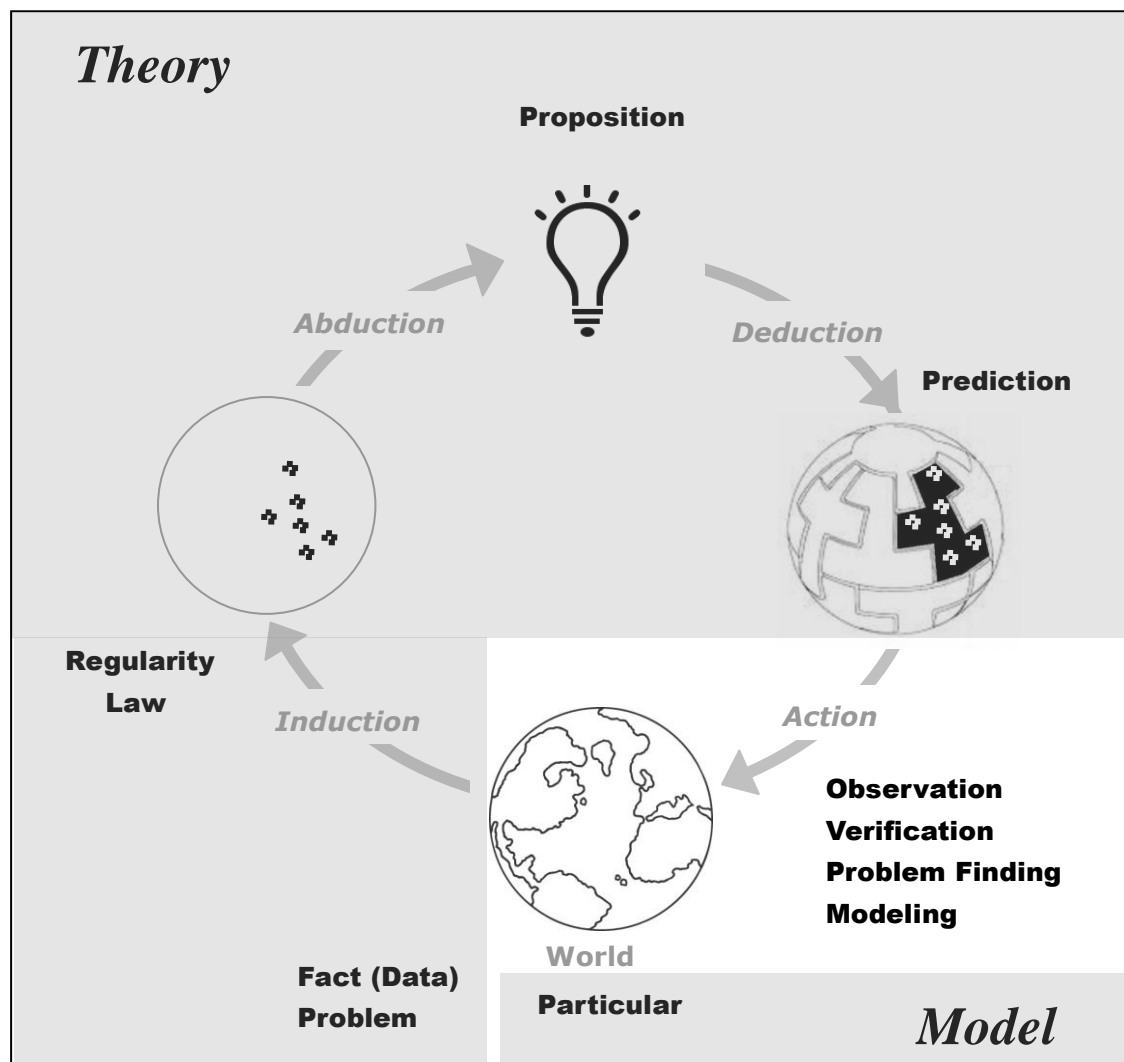 Theory
Proposition
Abduction
Deduction
Prediction
Regularity
Law
Induction
Action
Observation
Verification
Problem Finding
Modeling
World
Fact (Data)
Problem
Particular
Model